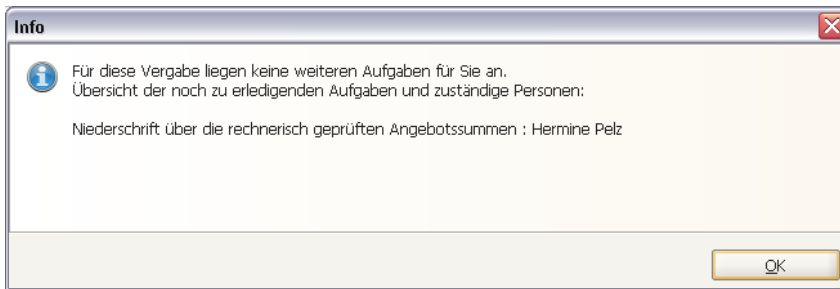 Info
Für diese Vergabe liegen keine weiteren Aufgaben für Sie an.
Übersicht der noch zu erledigenden Aufgaben und zuständige Personen:
Niederschrift über die rechnerisch geprüften Angebotssummen : Hermine Pelz
OK